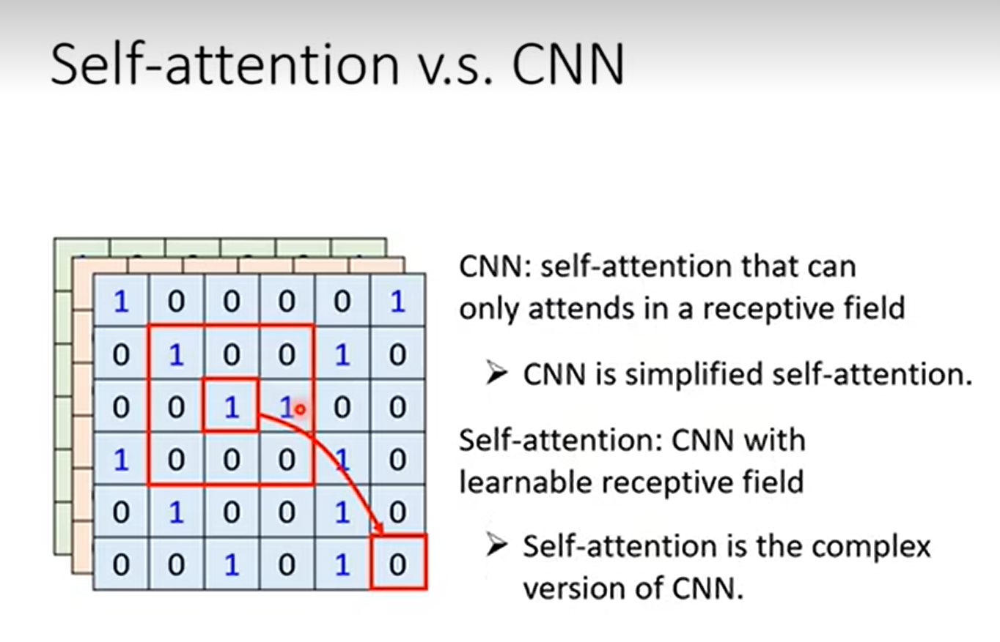 Self-attention v.s. CNN
1 0 0 0 0 1
0 1 0 0 1 0
0 0 1 1 0 0
1 0 0 0 1 0
0 1 0 0 1 0
0 0 1 0 1 0
CNN: self-attention that can
only attends in a receptive field
➢ CNN is simplified self-attention.
Self-attention: CNN with
learnable receptive field
➢ Self-attention is the complex
version of CNN.